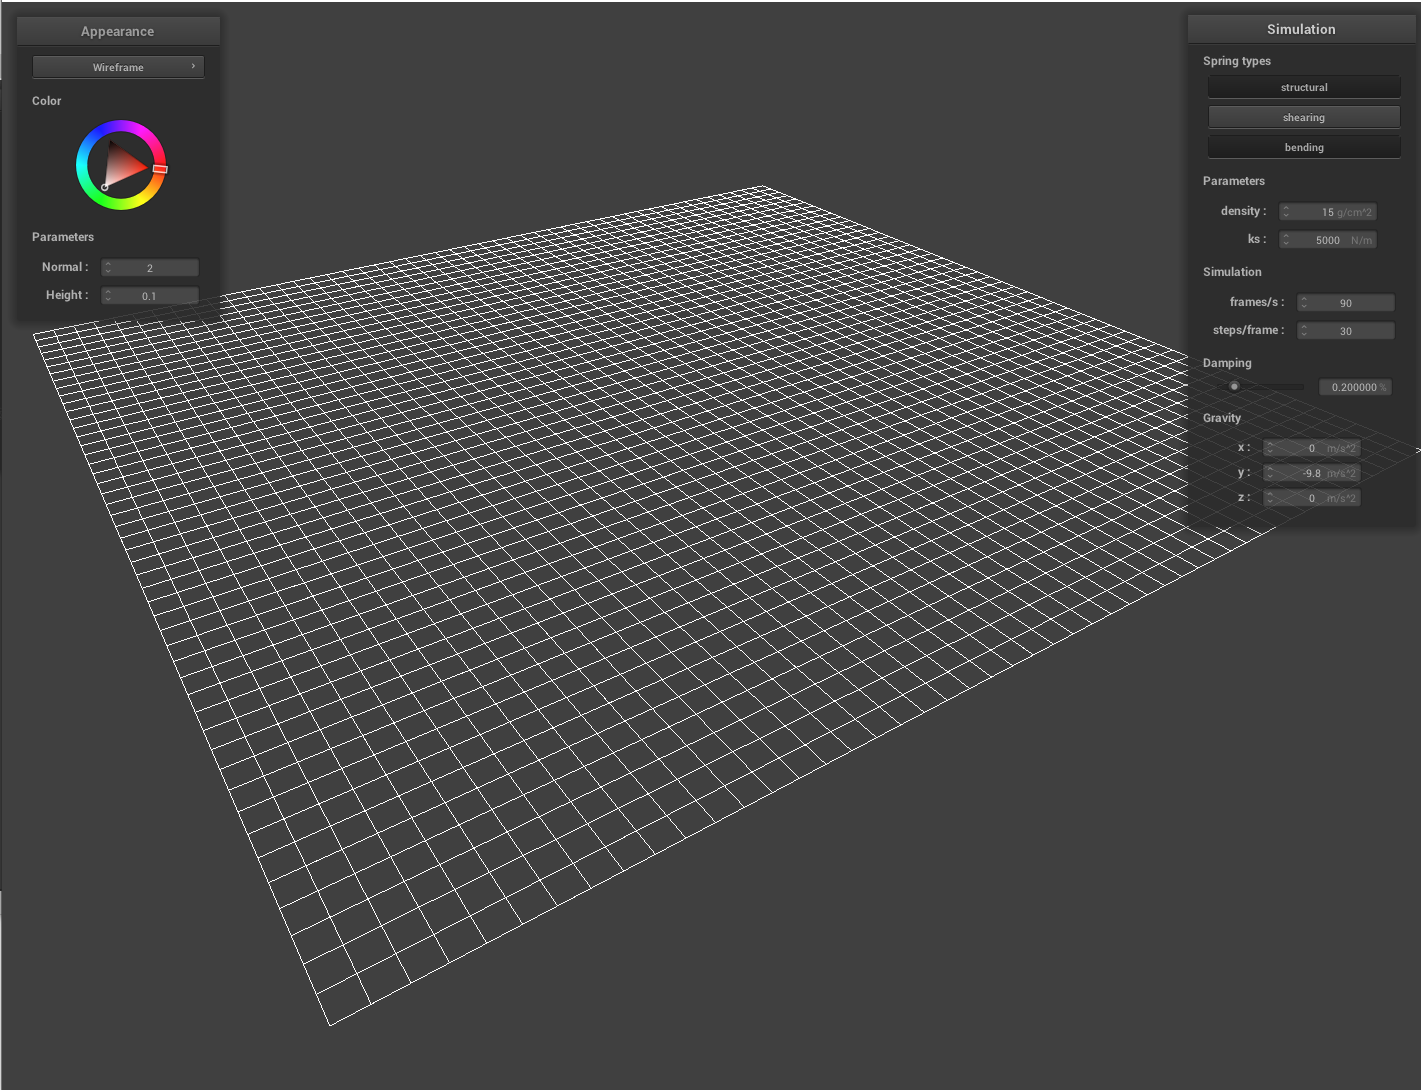 Appearance
Wireframe
Color
Parameters
Normal : 2
Height : 0.1
Simulation
Spring types
structural
shearing
bending
Parameters
density : 15 g/cm^2
ks : 5000 N/m
Simulation
frames/s : 90
steps/frame : 30
Damping
0.200000 %
Gravity
x : 0 m/s^2
y : -9.8 m/s^2
z : 0 m/s^2